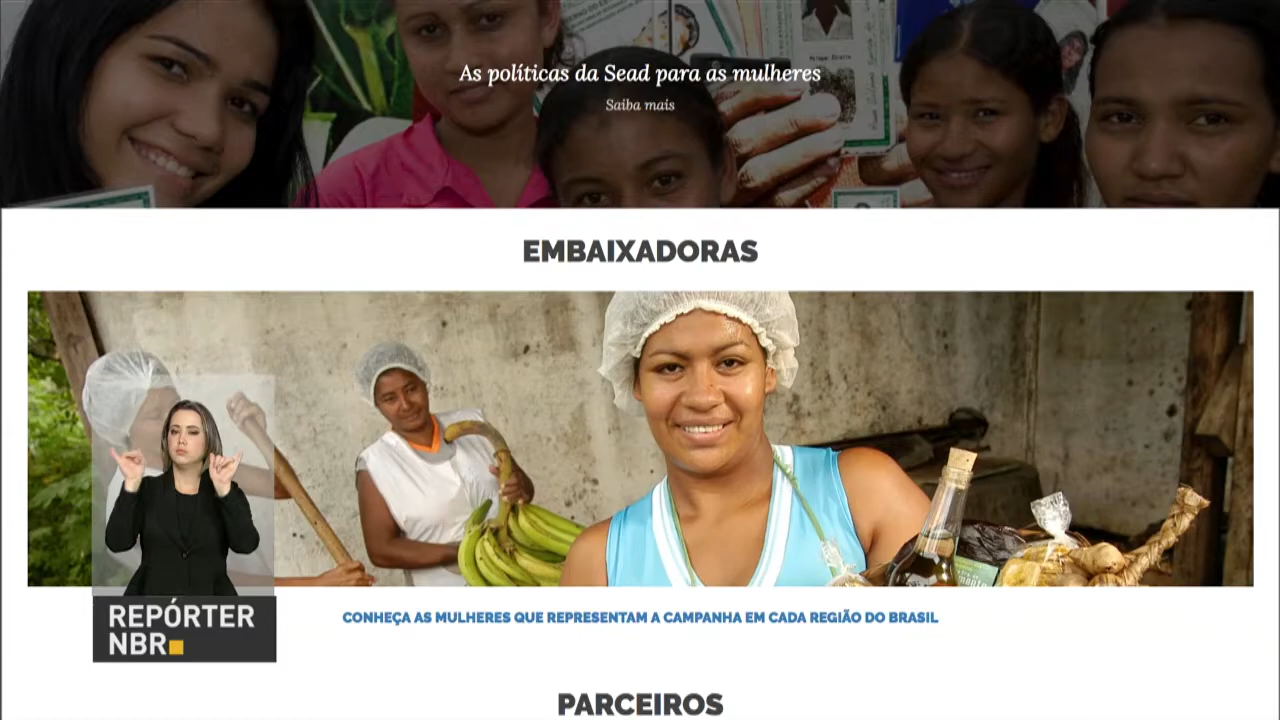 As políticas da Sead para as mulheres
Saiba mais
EMBAIXADORAS
CONHEÇA AS MULHERES QUE REPRESENTAM A CAMPANHA EM CADA REGIÃO DO BRASIL
REPÓRTER
NBR
PARCEIROS